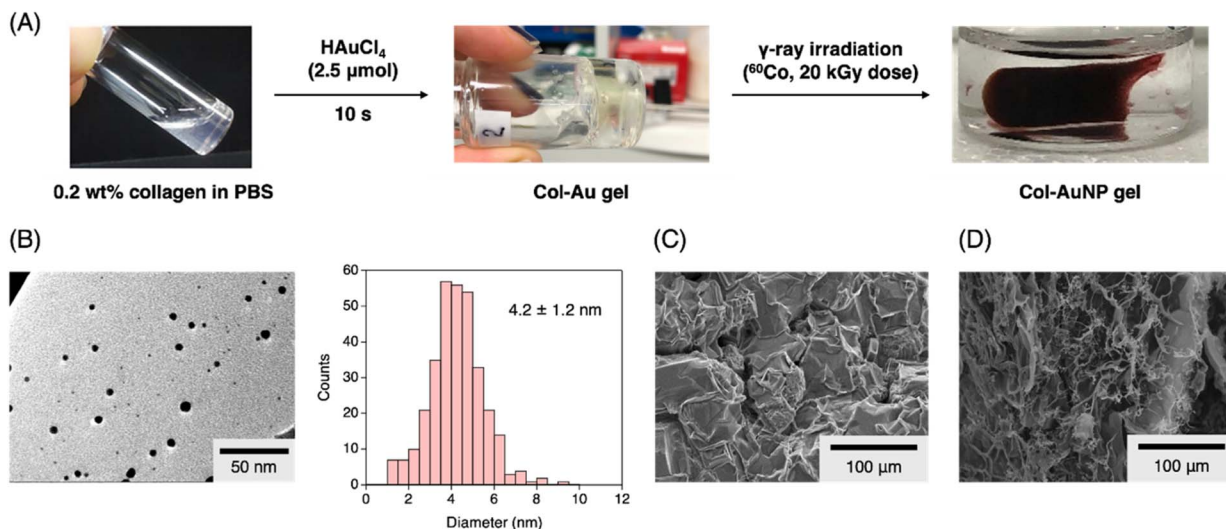 (A)
HAuCl₄
(2.5 μmol)
10 s
γ-ray irradiation
(⁶⁰Co, 20 kGy dose)
2
0.2 wt% collagen in PBS
Col-Au gel
Col-AuNP gel
(B)
50 nm
60
50
40
30
20
10
0
Counts
4.2 ± 1.2 nm
0 2 4 6 8 10 12
Diameter (nm)
(C)
100 μm
(D)
100 μm